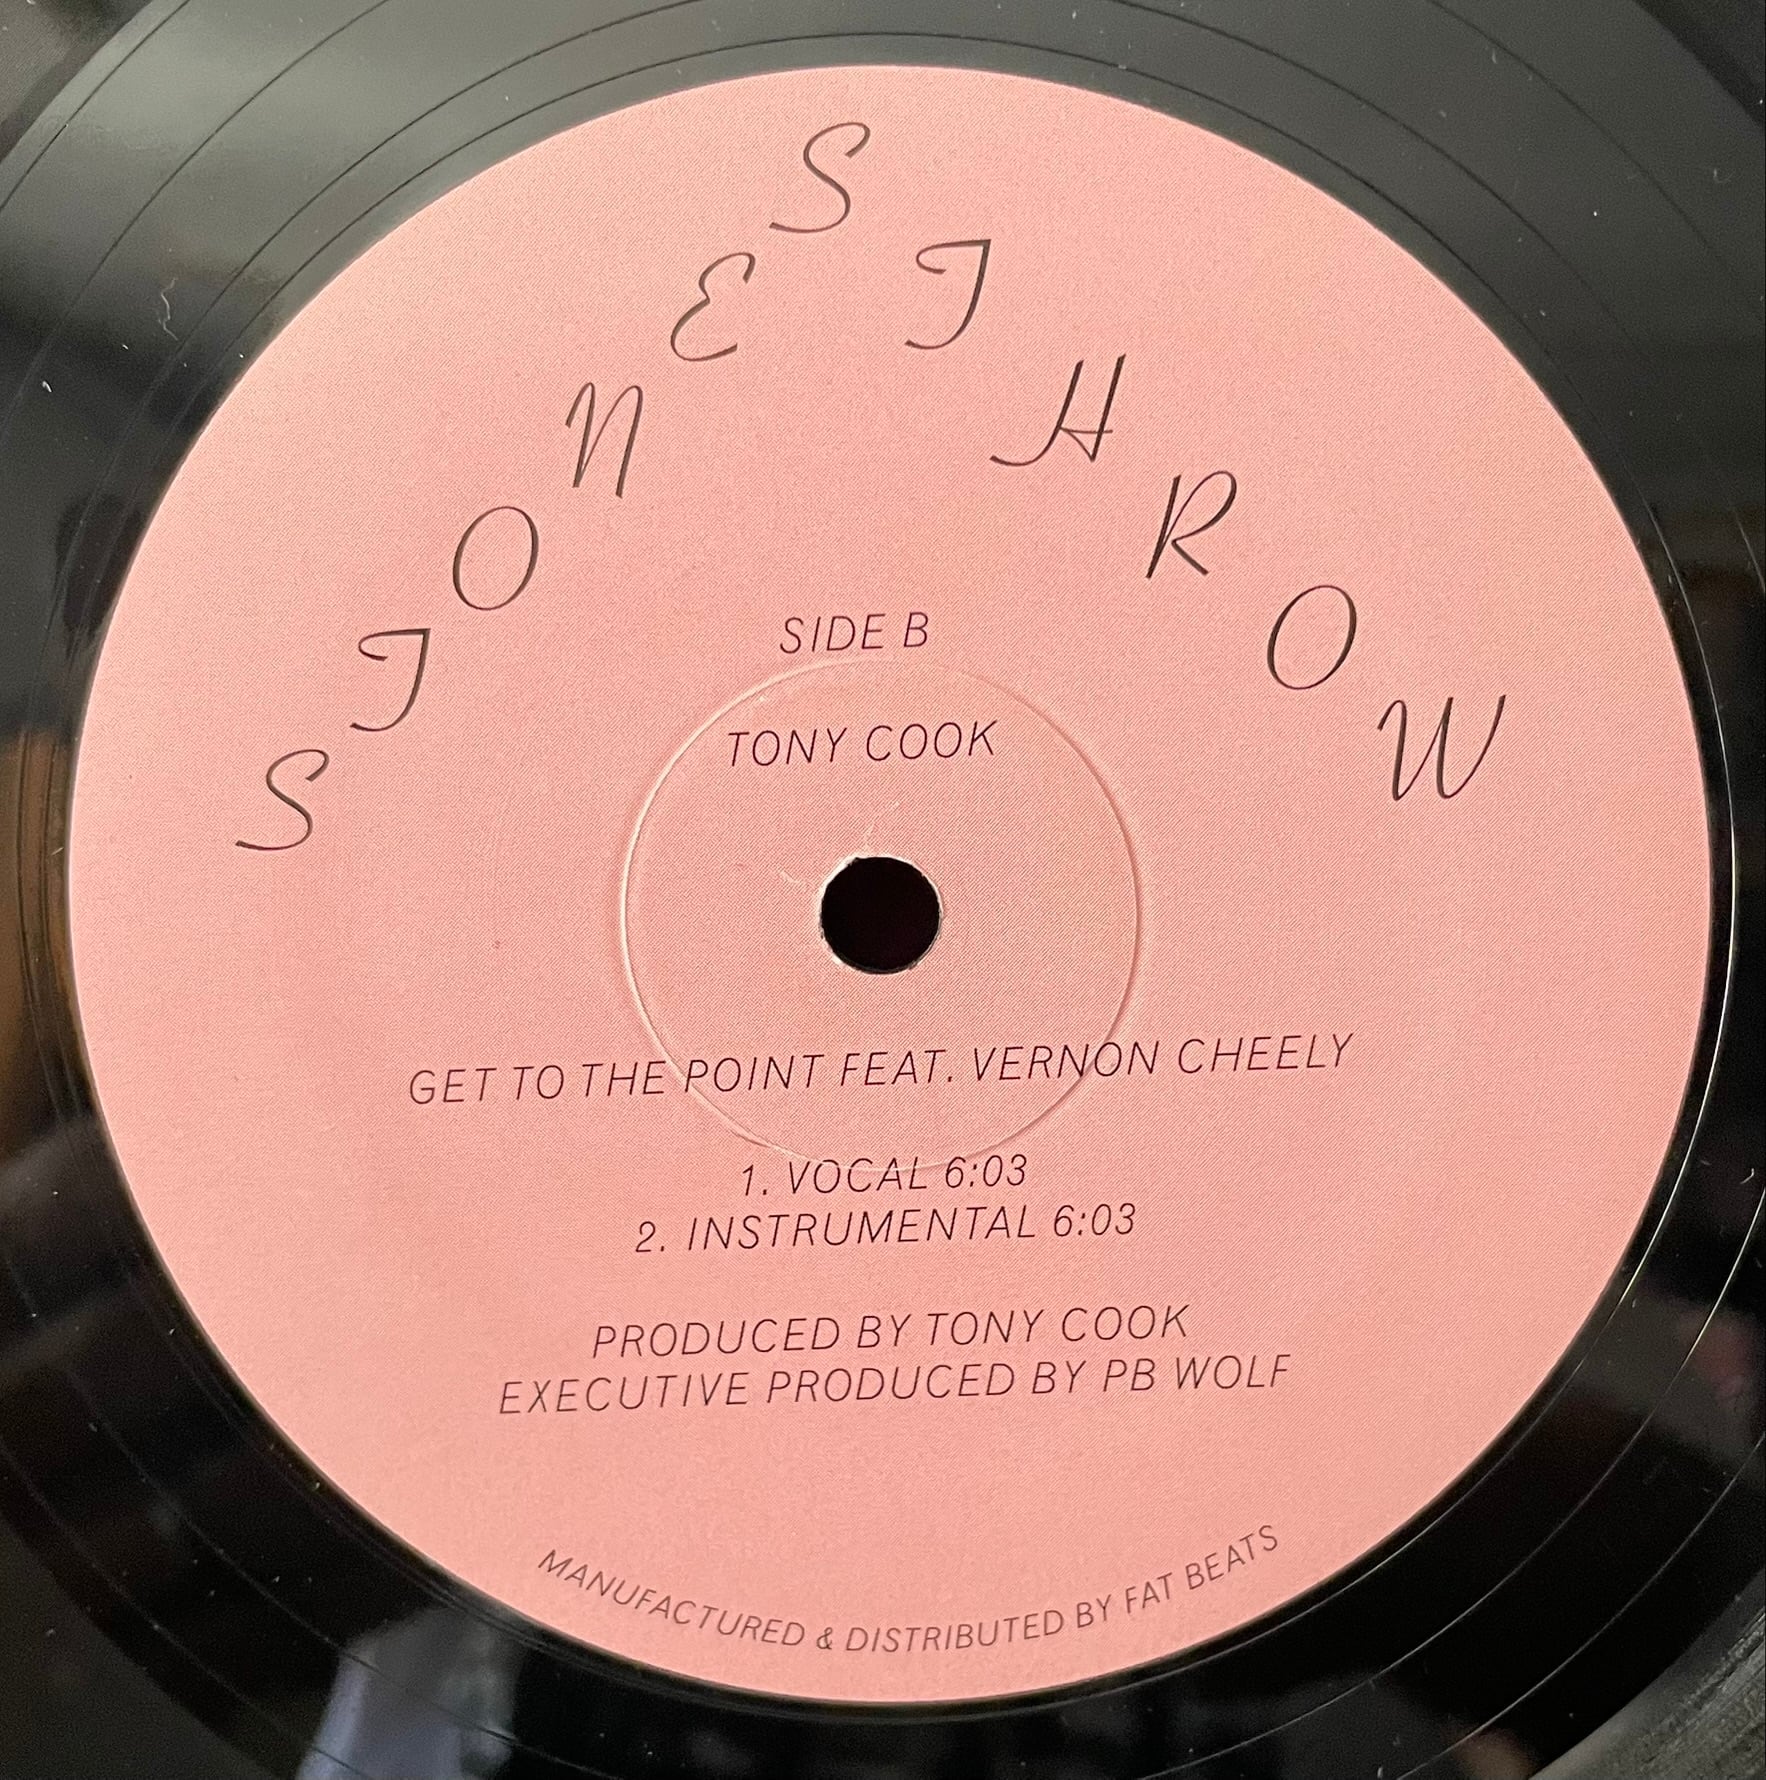 STONES THROW
SIDE B
TONY COOK
GET TO THE POINT FEAT. VERNON CHEELY
1. VOCAL 6:03
2. INSTRUMENTAL 6:03
PRODUCED BY TONY COOK
EXECUTIVE PRODUCED BY PB WOLF
MANUFACTURED & DISTRIBUTED BY FAT BEATS